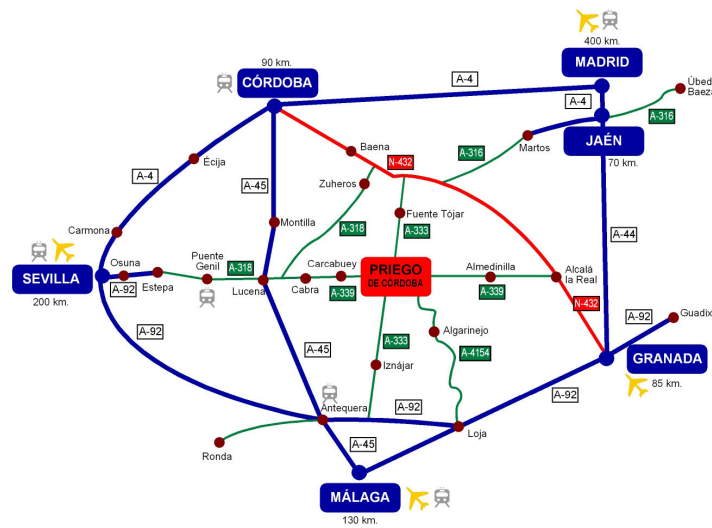 400 km.
MADRID
90 km.
CÓRDOBA
A-4
A-4
Úbed
Baeza
A-316
JAÉN
70 km.
Martos
A-316
Baena
N-432
Écija
A-4
A-45
Zuheros
Fuente Tójar
A-333
A-318
Montilla
A-44
Carmona
Osuna
SEVILLA
200 km.
A-92
Estepa
Puente
Genil
A-318
Lucena
Cabra
Carcabuey
A-339
PRIEGO
DE CÓRDOBA
Almedinilla
A-339
Alcalá
la Real
N-432
A-92
Guadix
GRANADA
85 km.
A-92
A-45
A-333
Algarinejo
A-4154
Iznájar
A-92
Antequera
A-92
Loja
Ronda
A-45
MÁLAGA
130 km.